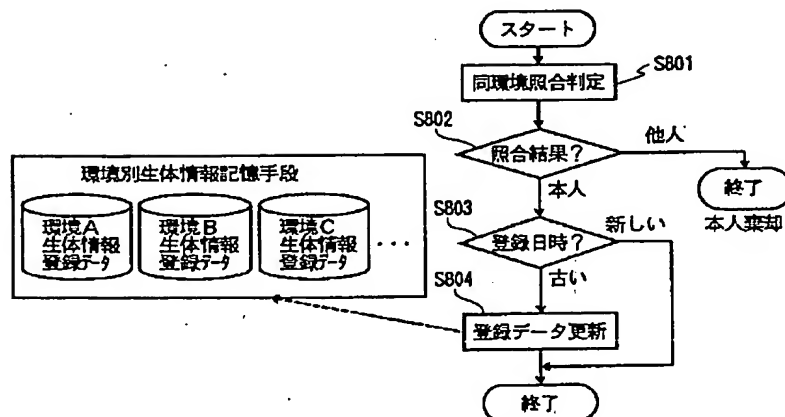 スタート
S801
同環境照合判定
S802
照合結果?
他人
終了
本人棄却
本人
S803
登録日時?
新しい
古い
S804
登録データ更新
終了
環境別生体情報記憶手段
環境A
生体情報
登録データ
環境B
生体情報
登録データ
環境C
生体情報
登録データ
・・・